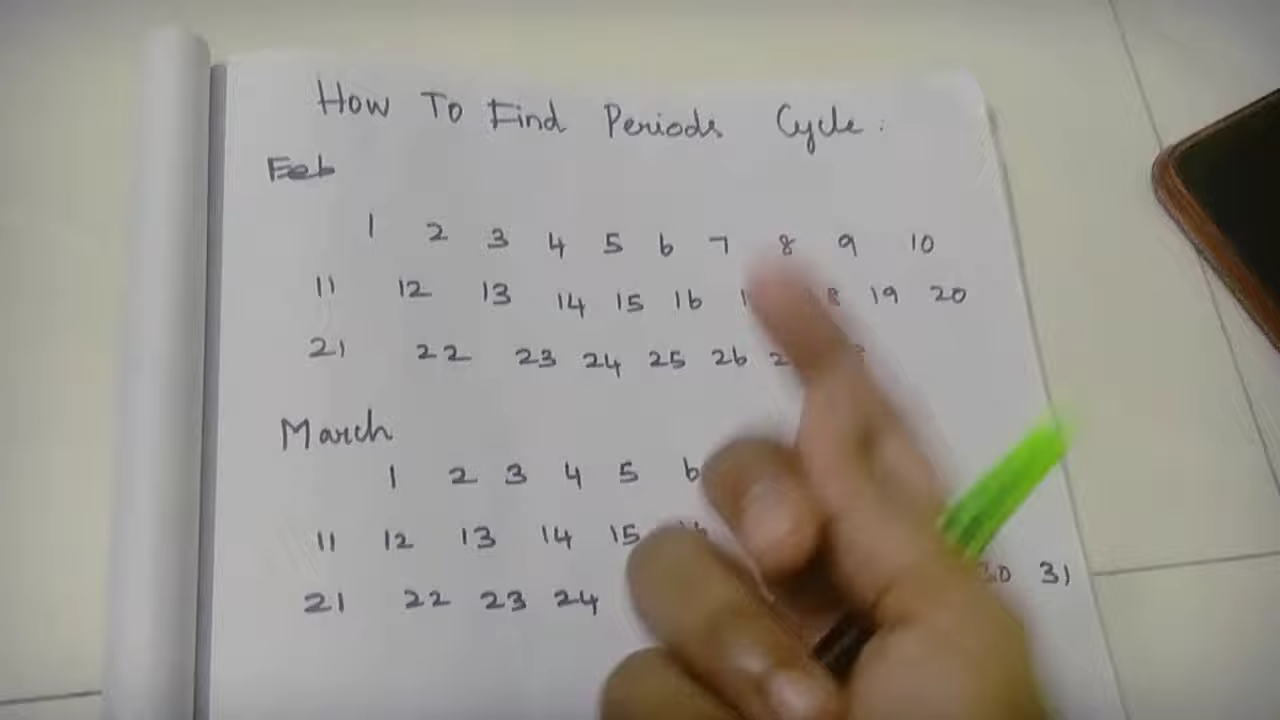 How To Find Periods Cycle:
Feb
1 2 3 4 5 6 7 8 9 10
11 12 13 14 15 16 19 20
21 22 23 24 25 26
March
1 2 3 4 5 6
11 12 13 14 15
21 22 23 24 30 31